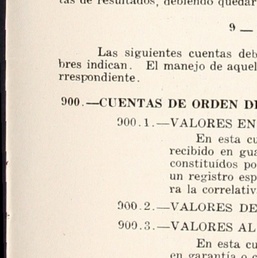 tas de resultados, debiendo quedar
9 —
Las siguientes cuentas deb
bres indican. El manejo de aquel
rrespondiente.
900.—CUENTAS DE ORDEN DE
900.1.—VALORES EN
En esta cu
recibido en gua
constituídos po
un registro esp
ra la correlativ
900.2.—VALORES DE
900.3.—VALORES AL
En esta cu
en garantía o c